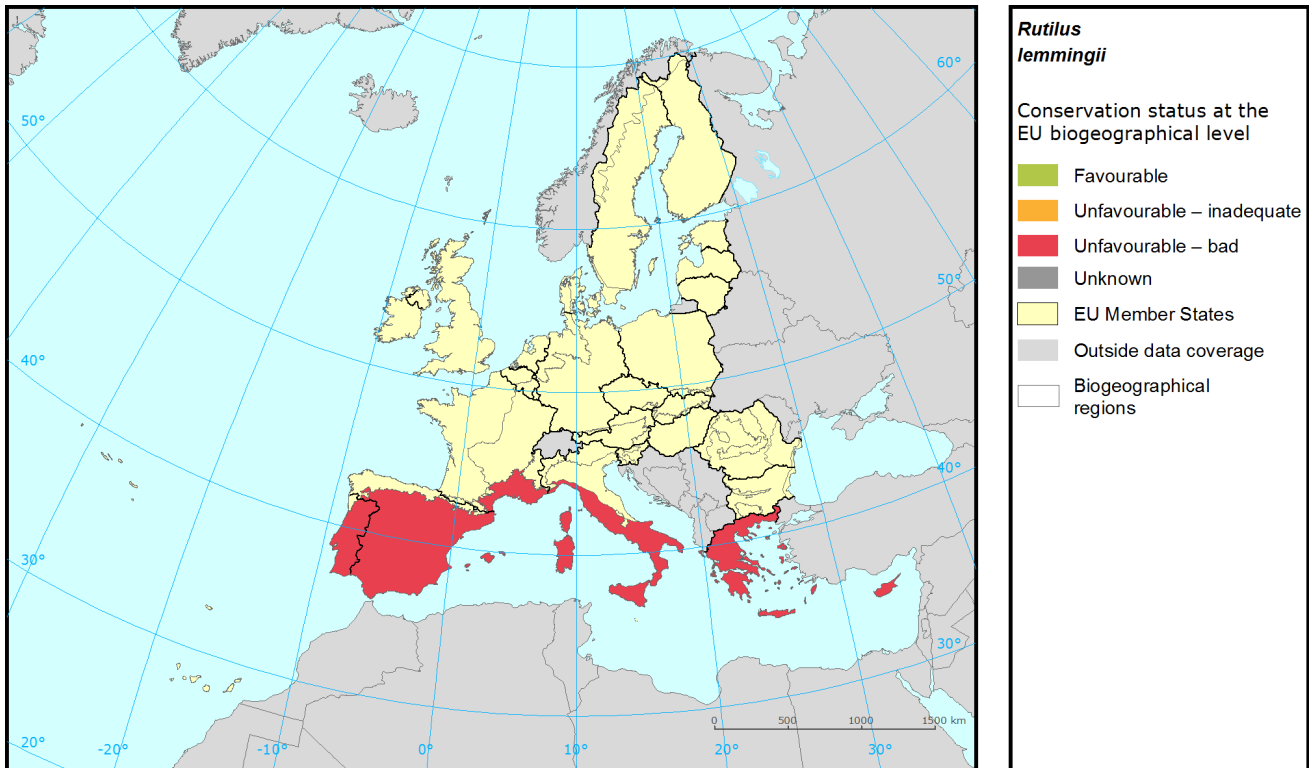 60°
50°
50°
40°
40°
30°
30°
20°
-20°
-10°
0°
10°
20°
30°
0 500 1000 1500 km
Rutilus
lemmingii
Conservation status at the
EU biogeographical level
Favourable
Unfavourable – inadequate
Unfavourable – bad
Unknown
EU Member States
Outside data coverage
Biogeographical
regions